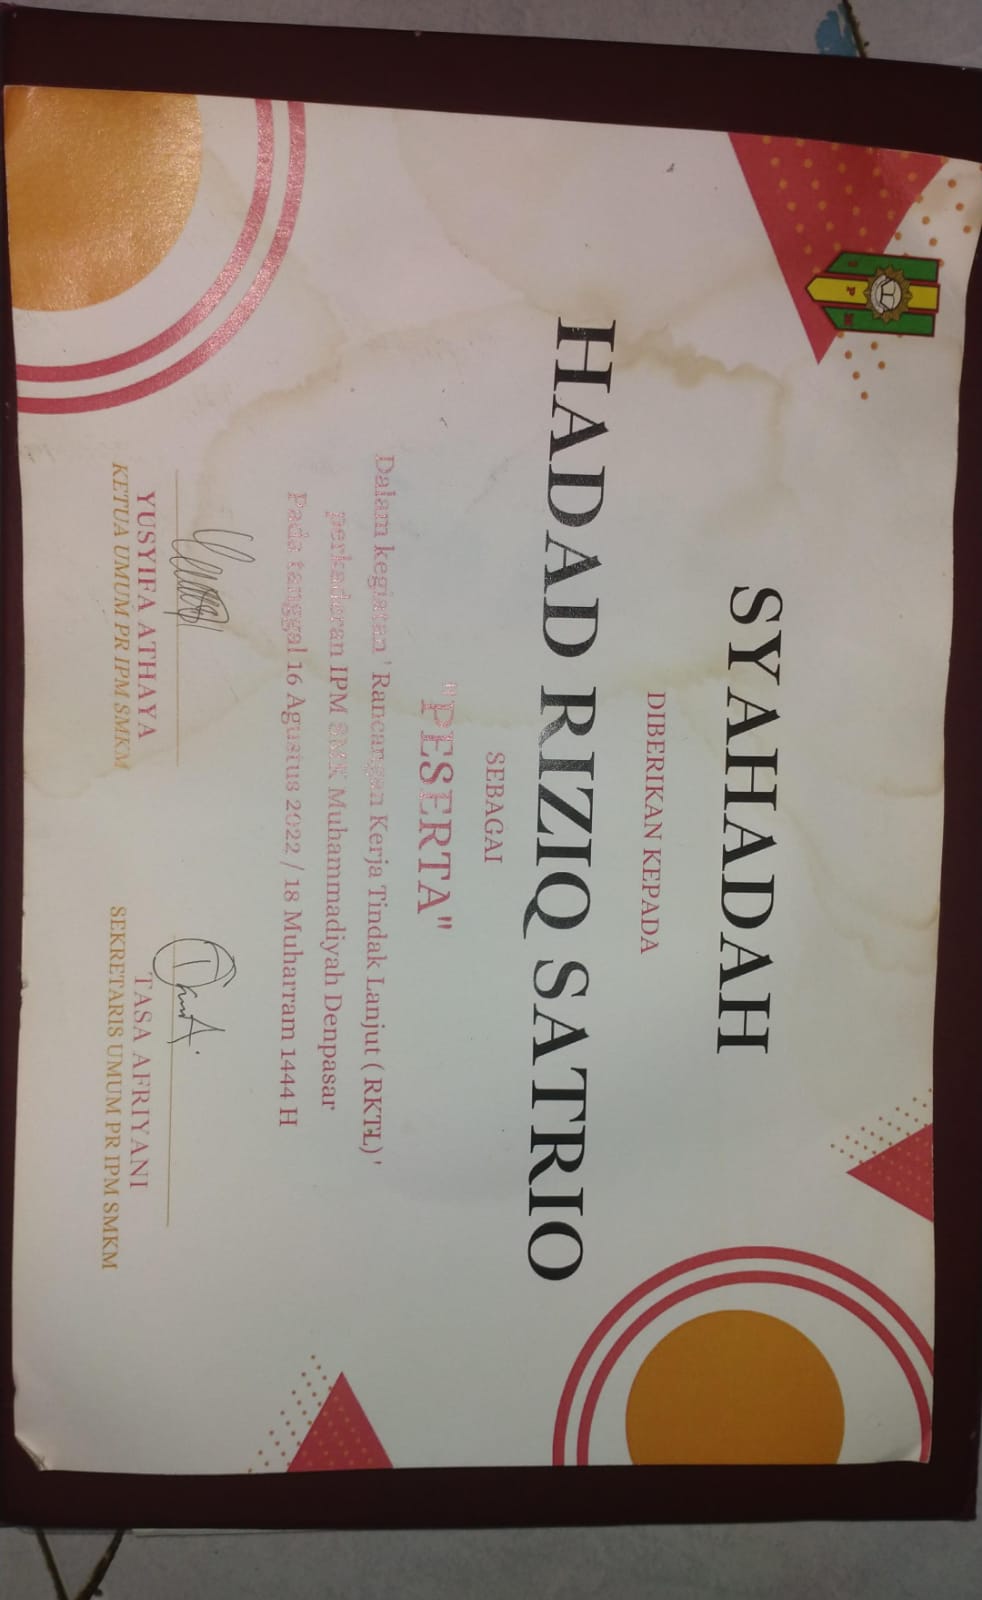 IPM
SYAHADAH
DIBERIKAN KEPADA
HADAD RIZIQ SATRIO
SEBAGAI
"PESERTA"
Dalam kegiatan ' Rancangan Kerja Tindak Lanjut ( RKTL) '
perkaderan IPM SMK Muhammadiyah Denpasar
Pada tanggal 16 Agustus 2022 / 18 Muharram 1444 H
YUSYIFA ATHAYA
KETUA UMUM PR IPM SMKM
TASA AFRIYANI
SEKRETARIS UMUM PR IPM SMKM